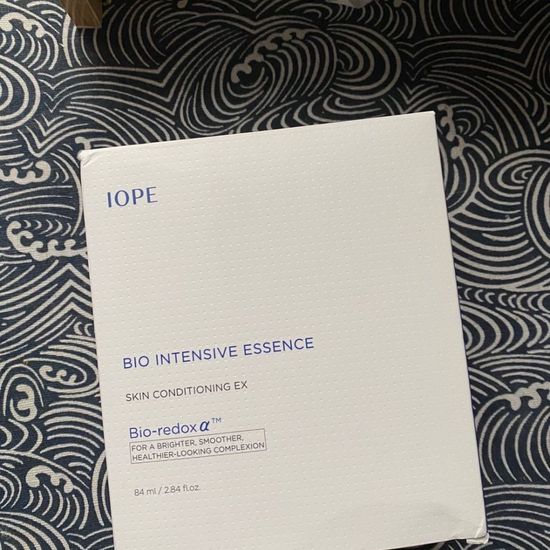 IOPE
BIO INTENSIVE ESSENCE
SKIN CONDITIONING EX
Bio-redox α™
FOR A BRIGHTER, SMOOTHER,
HEALTHIER-LOOKING COMPLEXION
84 ml / 2.84 fl.oz.